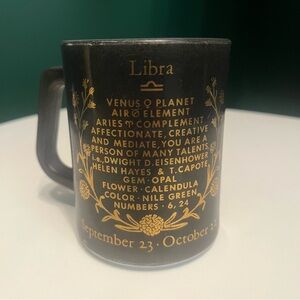 Libra
♎
VENUS ♀ PLANET
AIR ELEMENT
ARIES ♈ COMPLEMENT
AFFECTIONATE, CREATIVE
AND MEDIATE, YOU ARE A
PERSON OF MANY TALENTS
DWIGHT D. EISENHOWER
HELEN HAYES & T. CAPOTE
GEM · OPAL
FLOWER · CALENDULA
COLOR · NILE GREEN
NUMBERS · 6, 24
September 23 · October